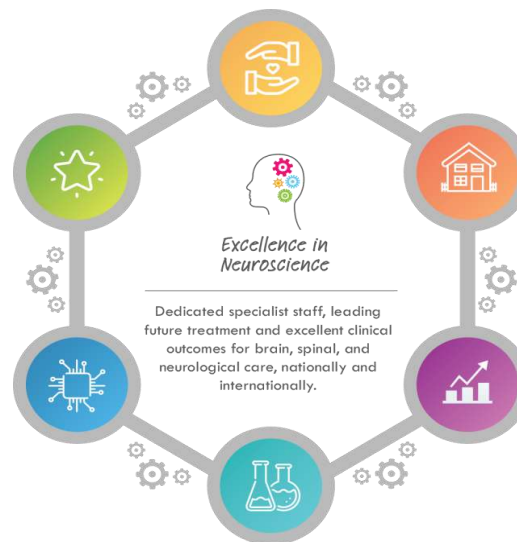 Excellence in
Neuroscience
Dedicated specialist staff, leading
future treatment and excellent clinical
outcomes for brain, spinal, and
neurological care, nationally and
internationally.